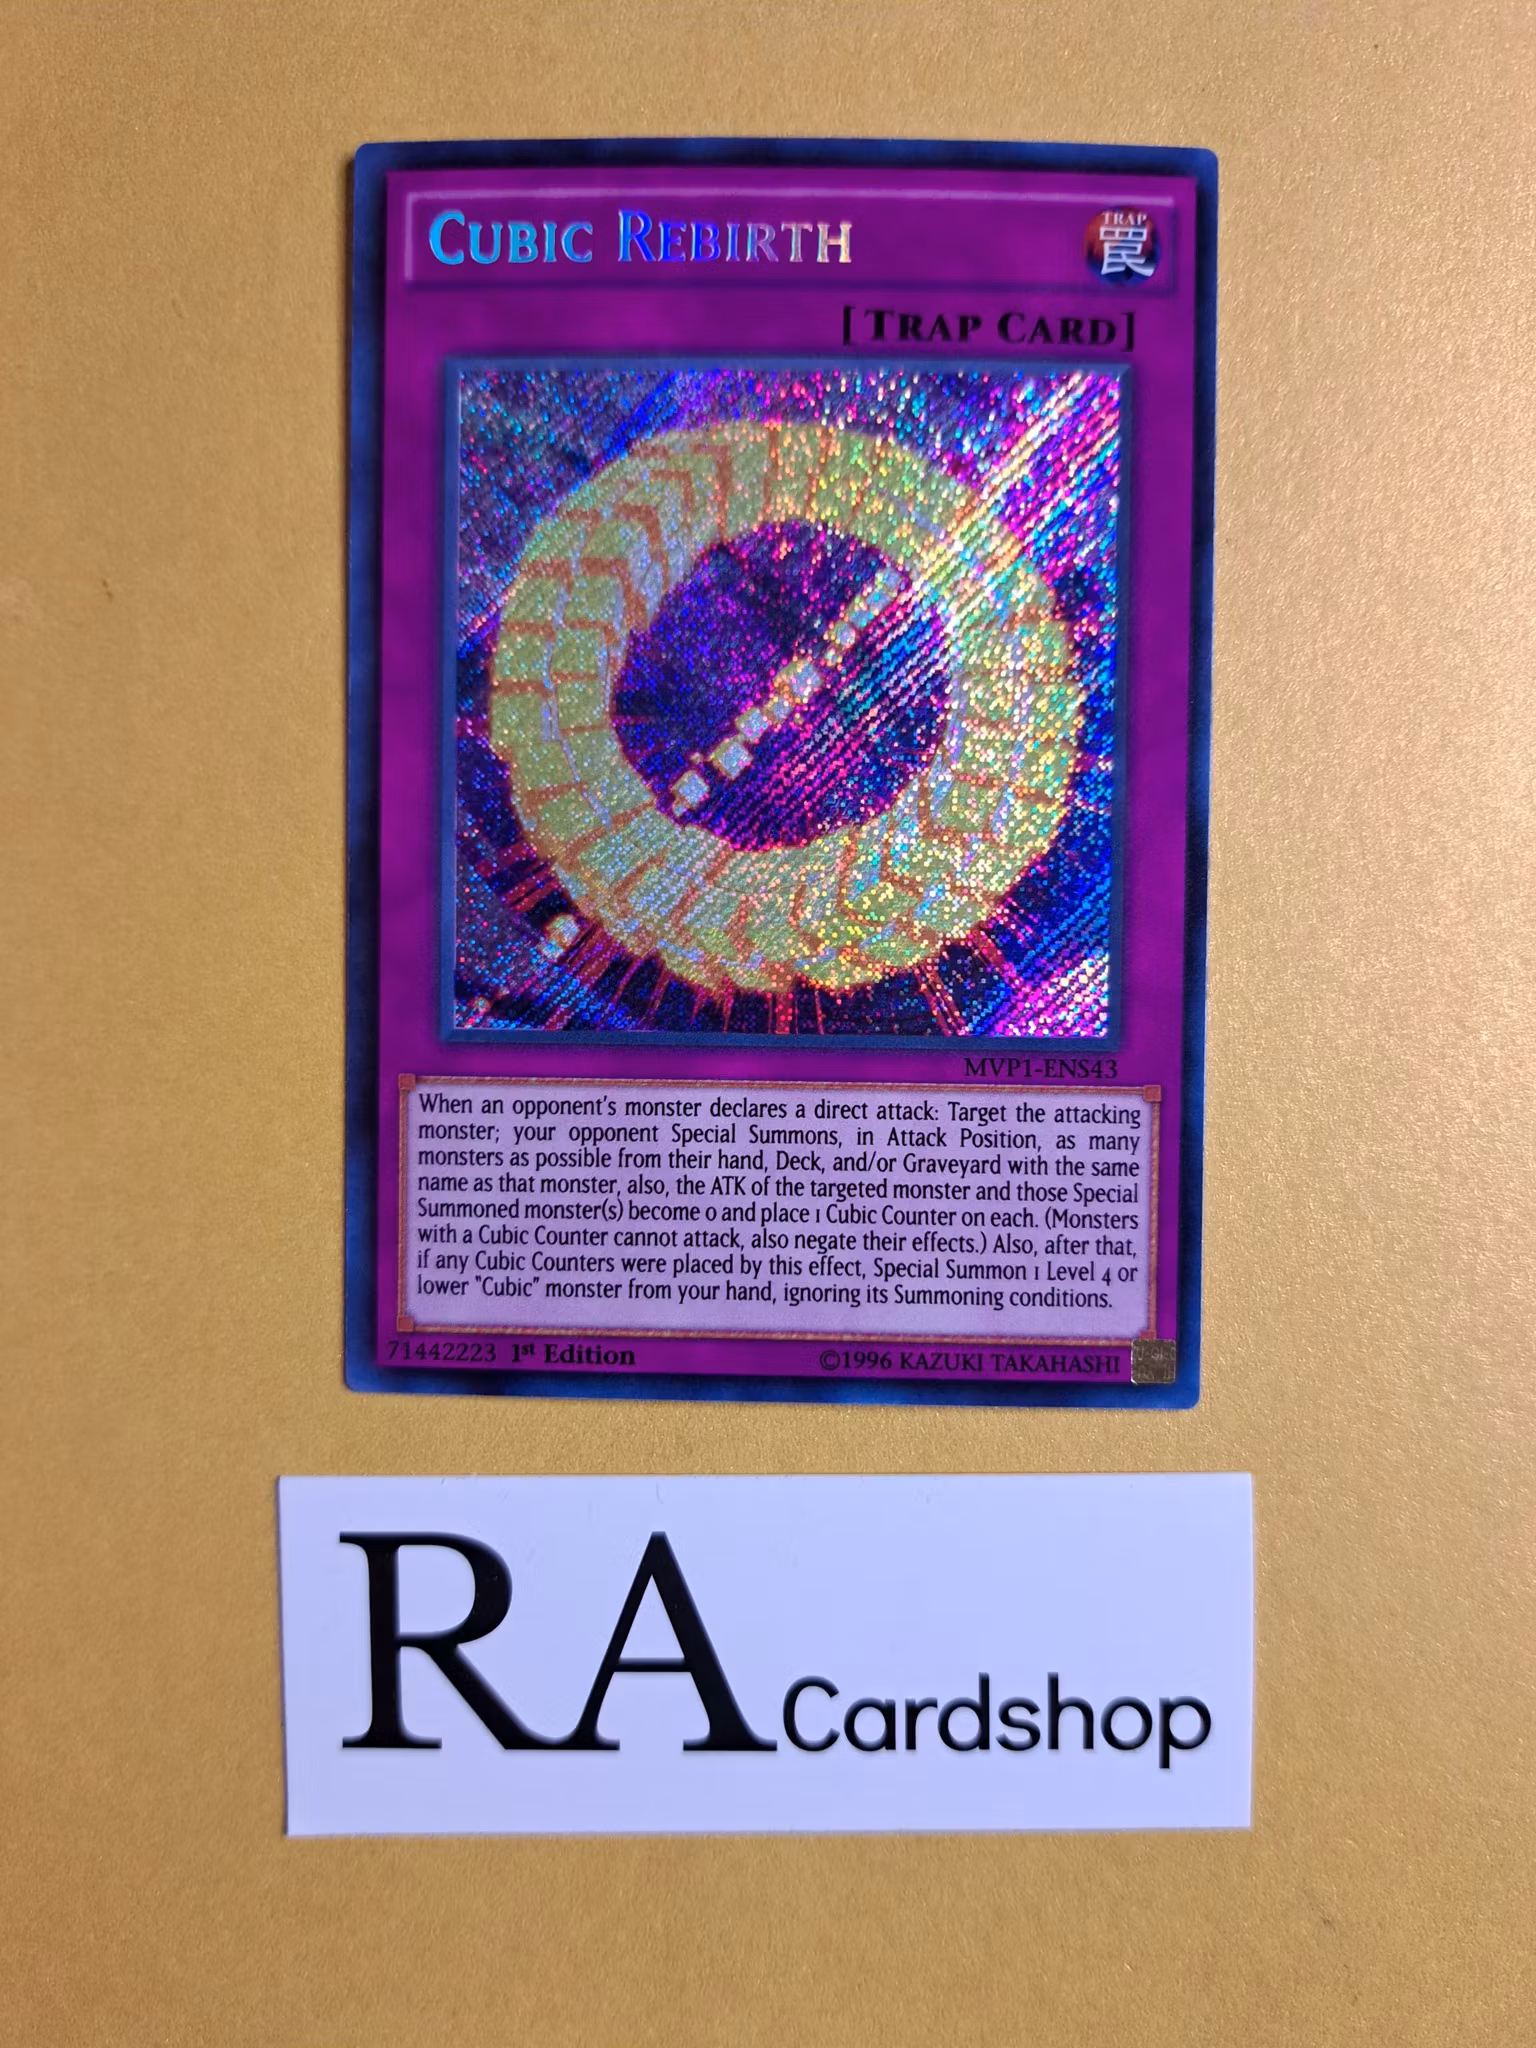 CUBIC REBIRTH
TRAP
罠
[TRAP CARD]
MVP1-ENS43
When an opponent's monster declares a direct attack: Target the attacking
monster; your opponent Special Summons, in Attack Position, as many
monsters as possible from their hand, Deck, and/or Graveyard with the same
name as that monster, also, the ATK of the targeted monster and those Special
Summoned monster(s) become 0 and place 1 Cubic Counter on each. (Monsters
with a Cubic Counter cannot attack, also negate their effects.) Also, after that,
if any Cubic Counters were placed by this effect, Special Summon 1 Level 4 or
lower "Cubic" monster from your hand, ignoring its Summoning conditions.
71442223 1st Edition
©1996 KAZUKI TAKAHASHI
RA Cardshop